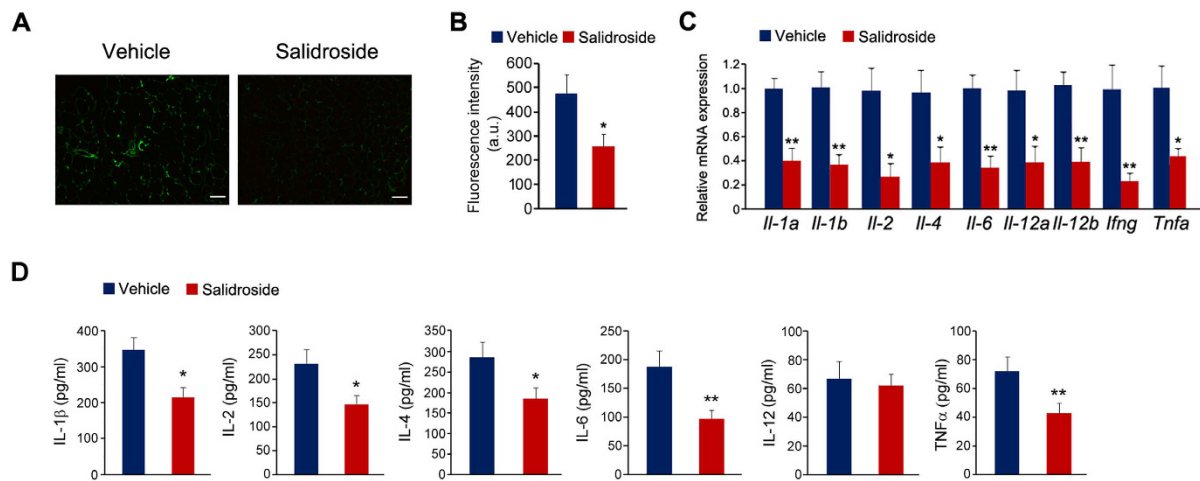 A
Vehicle
Salidroside
B
Vehicle Salidroside
Fluorescence intensity
(a.u.)
600
500
400
300
200
100
0
*
C
Vehicle Salidroside
Relative mRNA expression
1.2
1.0
0.8
0.6
0.4
0.2
0
** ** * * ** * ** ** *
Il-1a Il-1b Il-2 Il-4 Il-6 Il-12a Il-12b Ifng Tnfa
D
Vehicle Salidroside
IL-1β (pg/ml)
400
300
200
100
0
*
IL-2 (pg/ml)
300
250
200
150
100
50
0
*
IL-4 (pg/ml)
350
300
250
200
150
100
50
0
*
IL-6 (pg/ml)
250
200
150
100
50
0
**
IL-12 (pg/ml)
100
80
60
40
20
0
TNFα (pg/ml)
100
80
60
40
20
0
**